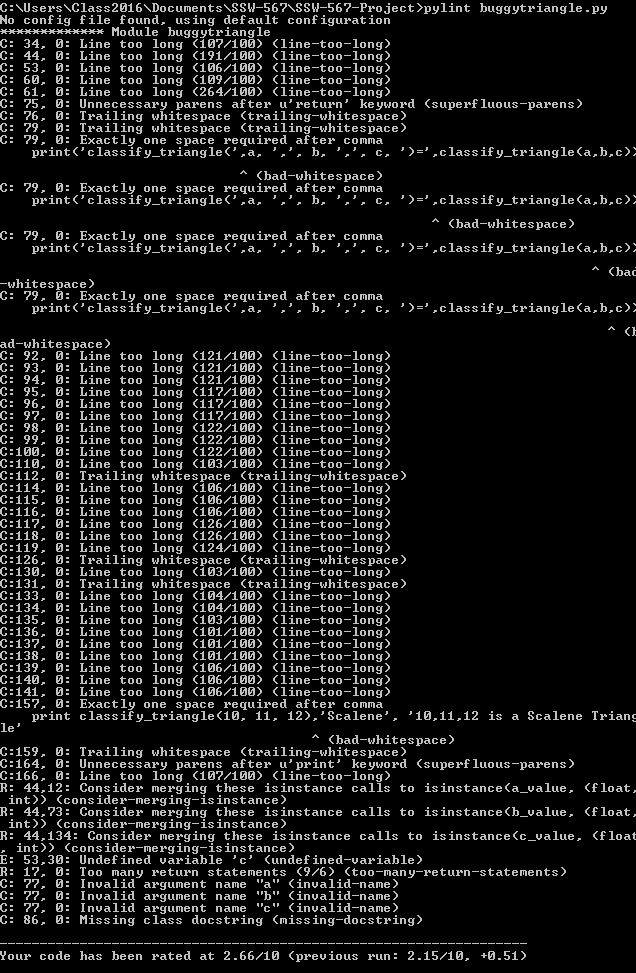 C:\Users\Class2016\Documents\SSW-567\SSW-567-Project>pylint buggytriangle.py
No config file found, using default configuration
************* Module buggytriangle
C: 34, 0: Line too long (107/100) (line-too-long)
C: 44, 0: Line too long (191/100) (line-too-long)
C: 53, 0: Line too long (106/100) (line-too-long)
C: 60, 0: Line too long (109/100) (line-too-long)
C: 61, 0: Line too long (264/100) (line-too-long)
C: 75, 0: Unnecessary parens after u'return' keyword (superfluous-parens)
C: 76, 0: Trailing whitespace (trailing-whitespace)
C: 79, 0: Trailing whitespace (trailing-whitespace)
C: 79, 0: Exactly one space required after comma
    print('classify_triangle(',a, ',', b, ',', c, ')=',classify_triangle(a,b,c))
                              ^ (bad-whitespace)
C: 79, 0: Exactly one space required after comma
    print('classify_triangle(',a, ',', b, ',', c, ')=',classify_triangle(a,b,c))
                                                      ^ (bad-whitespace)
C: 79, 0: Exactly one space required after comma
    print('classify_triangle(',a, ',', b, ',', c, ')=',classify_triangle(a,b,c))
                                                                          ^ (bad
-whitespace)
C: 79, 0: Exactly one space required after comma
    print('classify_triangle(',a, ',', b, ',', c, ')=',classify_triangle(a,b,c))
                                                                            ^ (b
ad-whitespace)
C: 92, 0: Line too long (121/100) (line-too-long)
C: 93, 0: Line too long (121/100) (line-too-long)
C: 94, 0: Line too long (121/100) (line-too-long)
C: 95, 0: Line too long (117/100) (line-too-long)
C: 96, 0: Line too long (117/100) (line-too-long)
C: 97, 0: Line too long (117/100) (line-too-long)
C: 98, 0: Line too long (122/100) (line-too-long)
C: 99, 0: Line too long (122/100) (line-too-long)
C:100, 0: Line too long (122/100) (line-too-long)
C:110, 0: Line too long (103/100) (line-too-long)
C:112, 0: Trailing whitespace (trailing-whitespace)
C:114, 0: Line too long (106/100) (line-too-long)
C:115, 0: Line too long (106/100) (line-too-long)
C:116, 0: Line too long (106/100) (line-too-long)
C:117, 0: Line too long (126/100) (line-too-long)
C:118, 0: Line too long (126/100) (line-too-long)
C:119, 0: Line too long (124/100) (line-too-long)
C:126, 0: Trailing whitespace (trailing-whitespace)
C:130, 0: Line too long (103/100) (line-too-long)
C:131, 0: Trailing whitespace (trailing-whitespace)
C:133, 0: Line too long (104/100) (line-too-long)
C:134, 0: Line too long (104/100) (line-too-long)
C:135, 0: Line too long (103/100) (line-too-long)
C:136, 0: Line too long (101/100) (line-too-long)
C:137, 0: Line too long (101/100) (line-too-long)
C:138, 0: Line too long (101/100) (line-too-long)
C:139, 0: Line too long (106/100) (line-too-long)
C:140, 0: Line too long (106/100) (line-too-long)
C:141, 0: Line too long (106/100) (line-too-long)
C:157, 0: Exactly one space required after comma
    print classify_triangle(10, 11, 12),'Scalene', '10,11,12 is a Scalene Triang
le'
                                       ^ (bad-whitespace)
C:159, 0: Trailing whitespace (trailing-whitespace)
C:164, 0: Unnecessary parens after u'print' keyword (superfluous-parens)
C:166, 0: Line too long (107/100) (line-too-long)
R: 44,12: Consider merging these isinstance calls to isinstance(a_value, (float,
 int)) (consider-merging-isinstance)
R: 44,73: Consider merging these isinstance calls to isinstance(b_value, (float,
 int)) (consider-merging-isinstance)
R: 44,134: Consider merging these isinstance calls to isinstance(c_value, (float
, int)) (consider-merging-isinstance)
E: 53,30: Undefined variable 'c' (undefined-variable)
R: 17, 0: Too many return statements (9/6) (too-many-return-statements)
C: 77, 0: Invalid argument name "a" (invalid-name)
C: 77, 0: Invalid argument name "b" (invalid-name)
C: 77, 0: Invalid argument name "c" (invalid-name)
C: 86, 0: Missing class docstring (missing-docstring)
------------------------------------------------------------------
Your code has been rated at 2.66/10 (previous run: 2.15/10, +0.51)